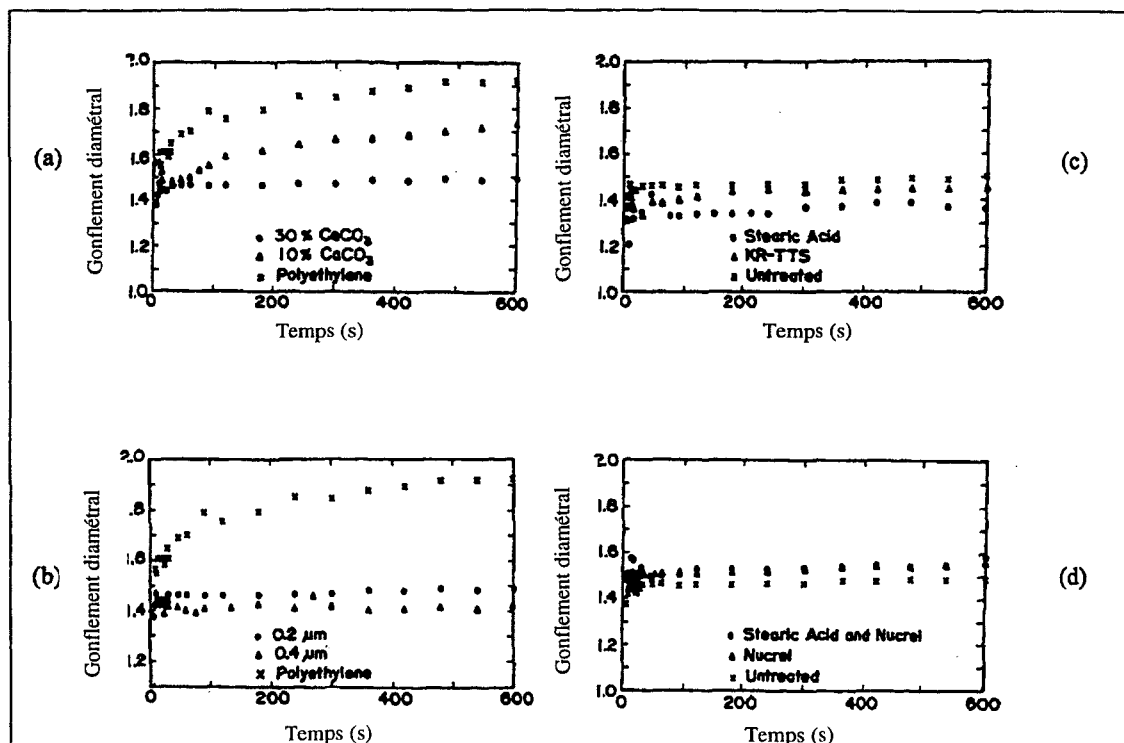 (a)
Gonflement diamétral
2.0
1.8
1.6
1.4
1.2
1.0
0
200
400
600
30% CaCO3
10% CaCO3
Polyethylene
Temps (s)
(c)
Gonflement diamétral
2.0
1.8
1.6
1.4
1.2
1.0
0
200
400
600
Stearic Acid
KR-TTS
Untreated
Temps (s)
(b)
Gonflement diamétral
2.0
1.8
1.6
1.4
1.2
0
200
400
600
0.2 μm
0.4 μm
Polyethylene
Temps (s)
(d)
Gonflement diamétral
2.0
1.8
1.6
1.4
1.2
1.0
0
200
400
600
Stearic Acid and Nucrel
Nucrel
Untreated
Temps (s)